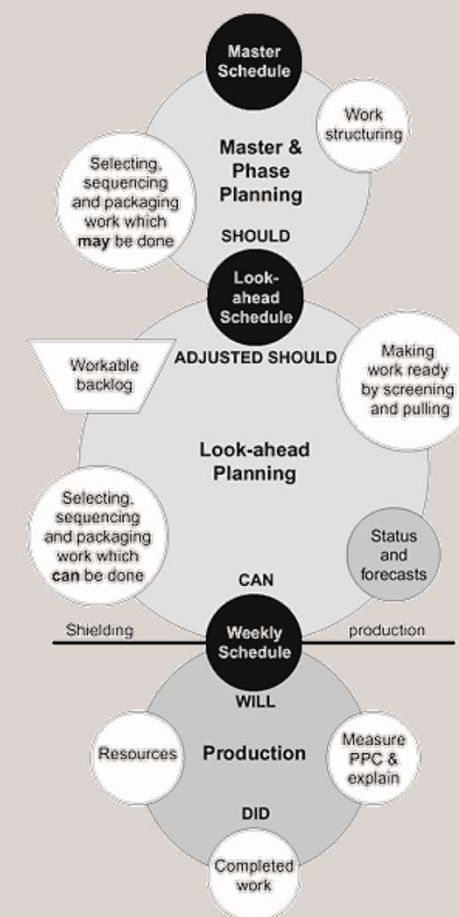 Master
Schedule
Work
structuring
Master &
Phase
Planning
Selecting,
sequencing
and packaging
work which
may be done
SHOULD
Look-
ahead
Schedule
ADJUSTED SHOULD
Workable
backlog
Making
work ready
by screening
and pulling
Look-ahead
Planning
Selecting,
sequencing
and packaging
work which
can be done
Status
and
forecasts
CAN
Shielding
production
Weekly
Schedule
WILL
Resources
Production
Measure
PPC &
explain
DID
Completed
work